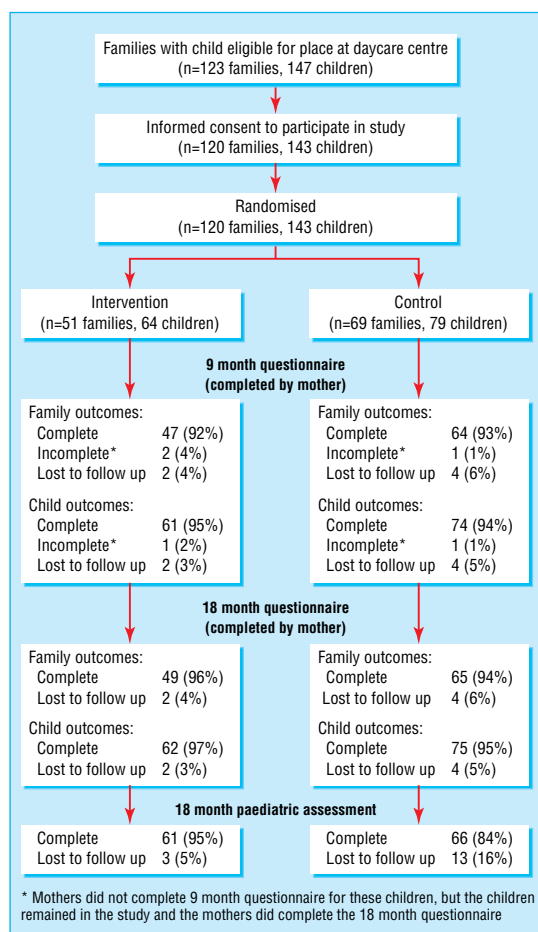 Families with child eligible for place at daycare centre
(n=123 families, 147 children)
Informed consent to participate in study
(n=120 families, 143 children)
Randomised
(n=120 families, 143 children)
Intervention
(n=51 families, 64 children)
Control
(n=69 families, 79 children)
9 month questionnaire
(completed by mother)
Family outcomes:
Complete 47 (92%)
Incomplete* 2 (4%)
Lost to follow up 2 (4%)
Child outcomes:
Complete 61 (95%)
Incomplete* 1 (2%)
Lost to follow up 2 (3%)
Family outcomes:
Complete 64 (93%)
Incomplete* 1 (1%)
Lost to follow up 4 (6%)
Child outcomes:
Complete 74 (94%)
Incomplete* 1 (1%)
Lost to follow up 4 (5%)
18 month questionnaire
(completed by mother)
Family outcomes:
Complete 49 (96%)
Lost to follow up 2 (4%)
Child outcomes:
Complete 62 (97%)
Lost to follow up 2 (3%)
Family outcomes:
Complete 65 (94%)
Lost to follow up 4 (6%)
Child outcomes:
Complete 75 (95%)
Lost to follow up 4 (5%)
18 month paediatric assessment
Complete 61 (95%)
Lost to follow up 3 (5%)
Complete 66 (84%)
Lost to follow up 13 (16%)
* Mothers did not complete 9 month questionnaire for these children, but the children
remained in the study and the mothers did complete the 18 month questionnaire